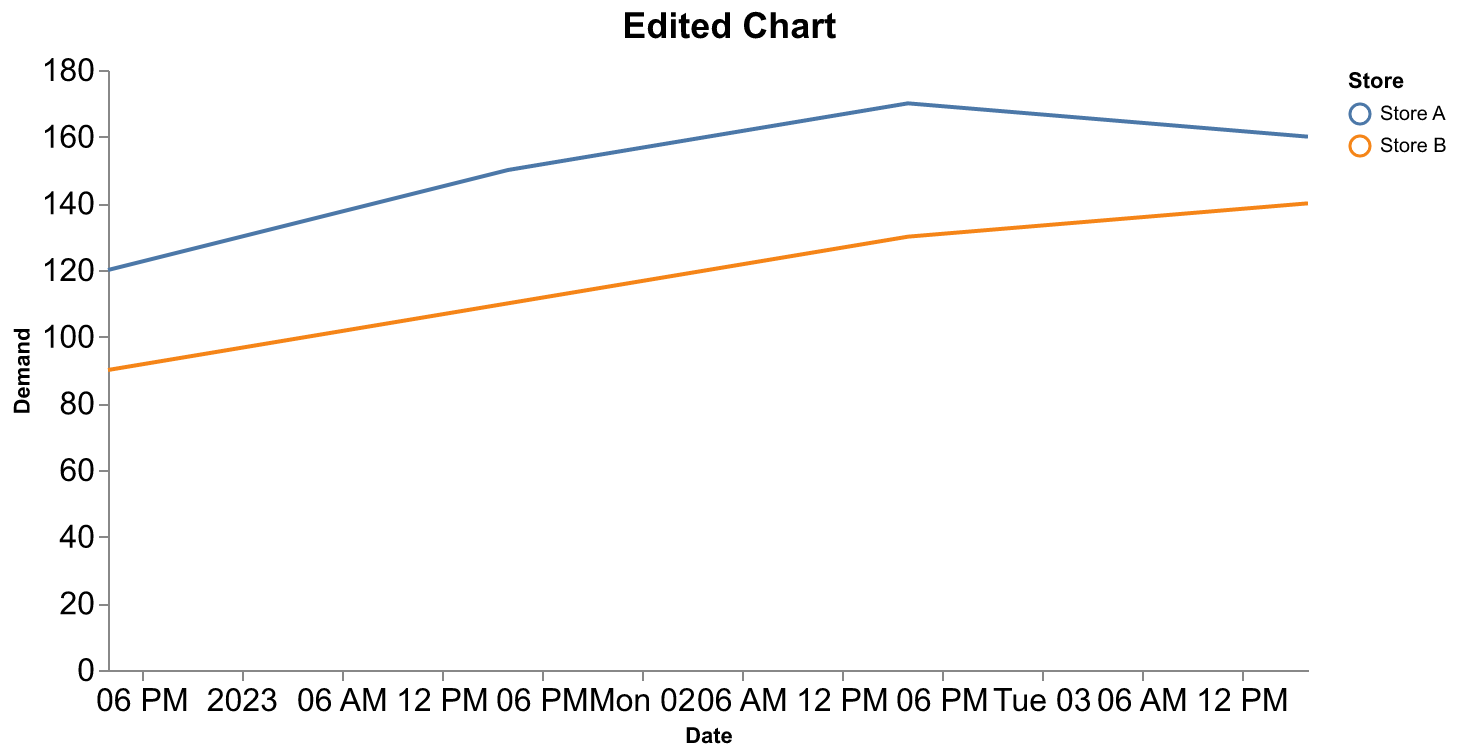 Edited Chart
180
160
140
120
100
80
60
40
20
0
Demand
06 PM 2023 06 AM 12 PM 06 PM Mon 02 06 AM 12 PM 06 PM Tue 03 06 AM 12 PM
Date
Store
Store A
Store B